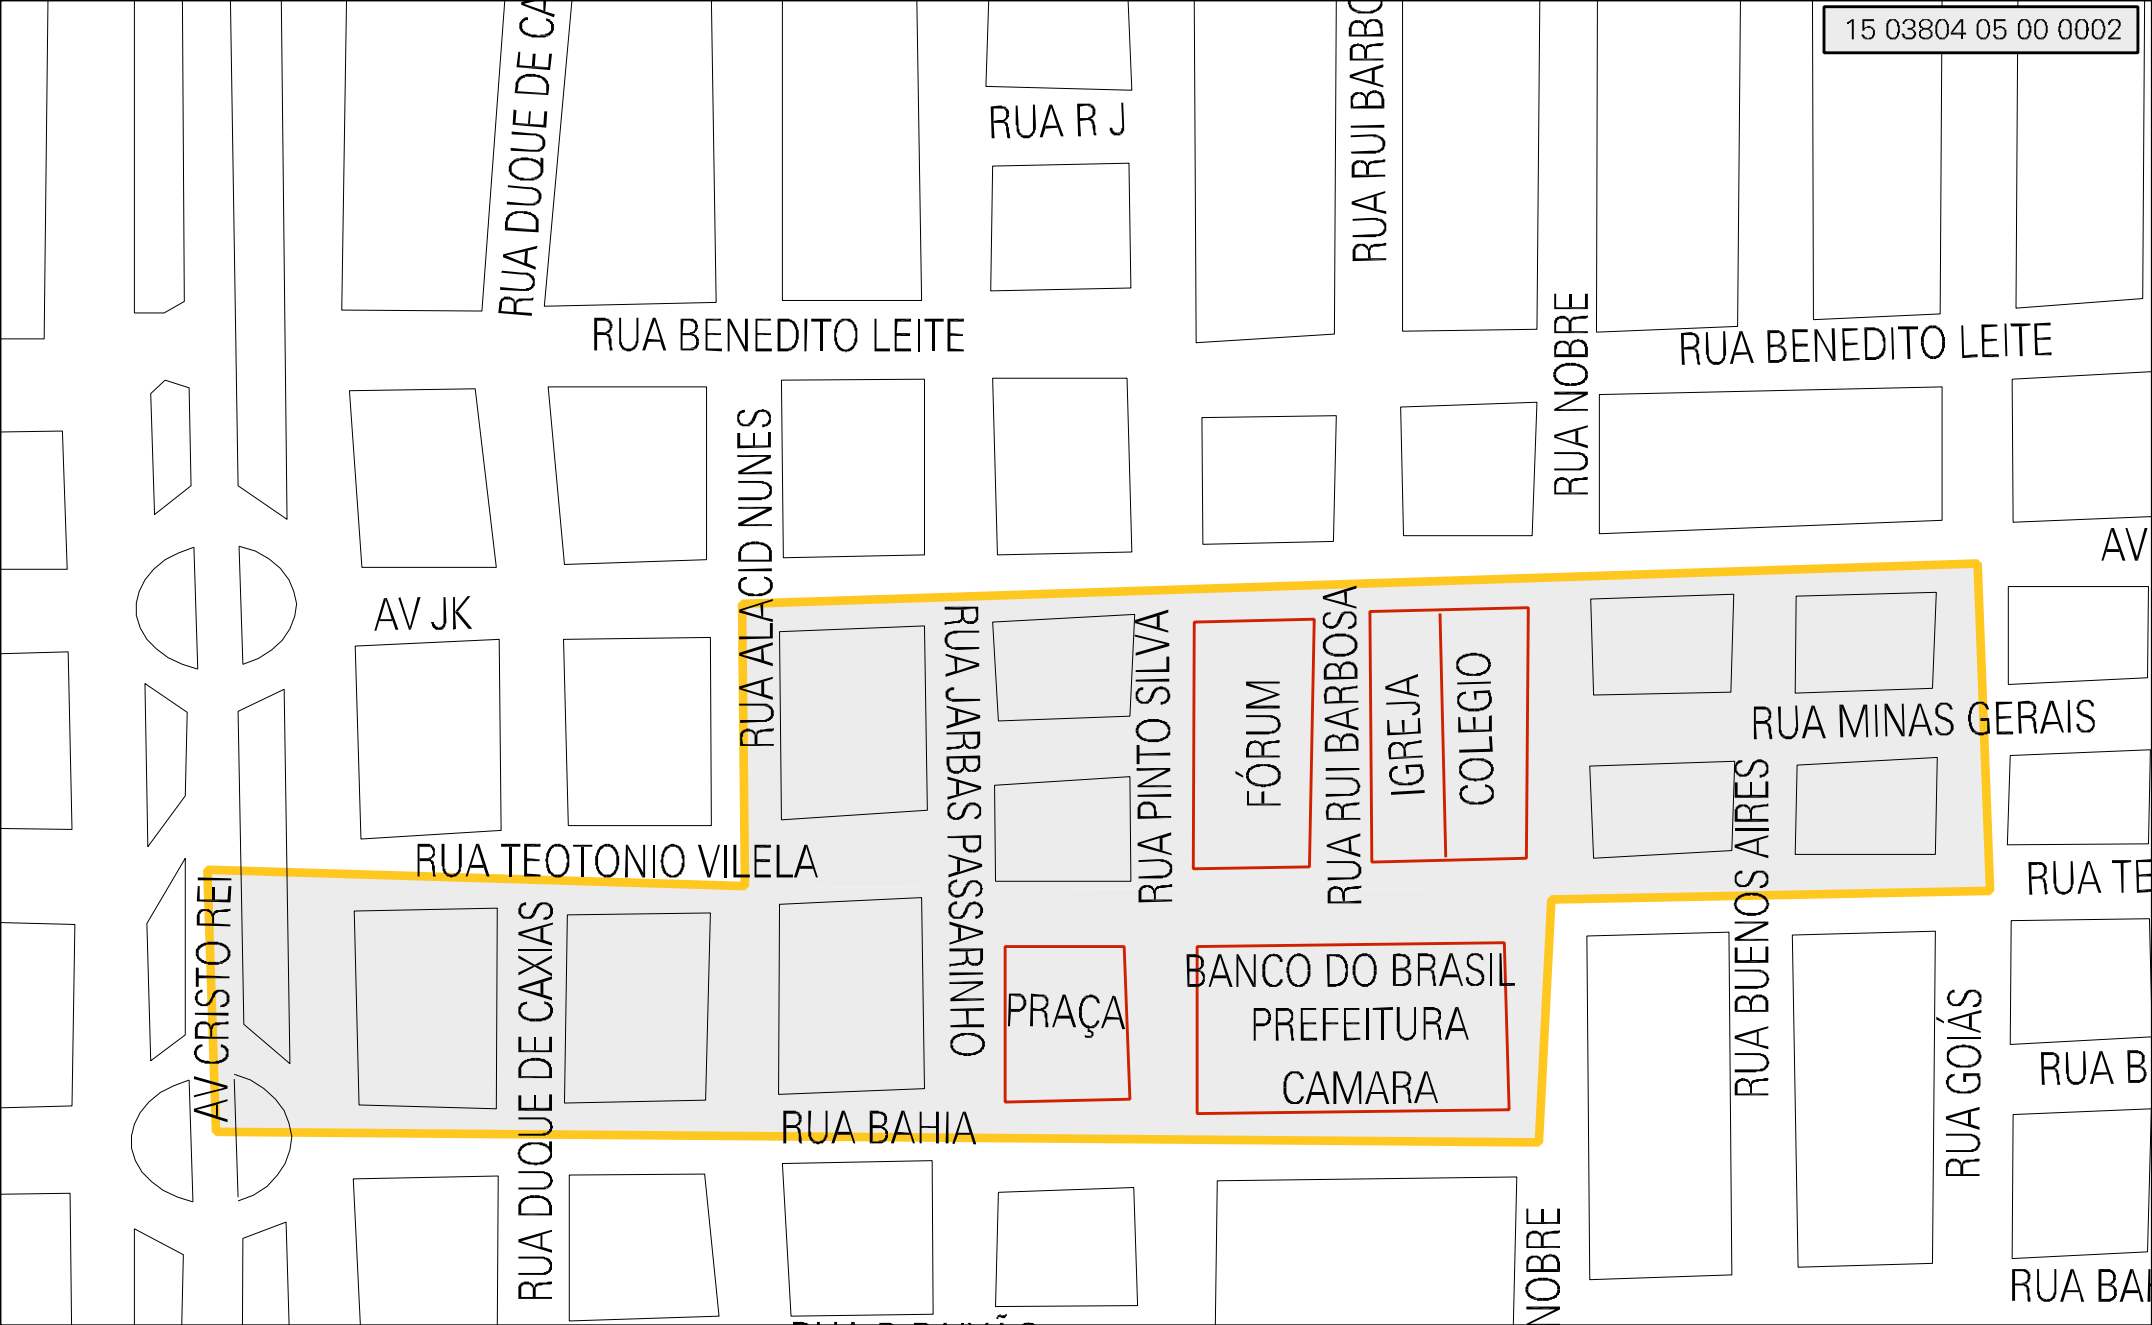 15 03804 05 00 0002
RUA DUQUE DE CA
RUA R J
RUA RUI BARBO
RUA BENEDITO LEITE
RUA NOBRE
RUA BENEDITO LEITE
RUA ALACID NUNES
AV
AV JK
RUA JARBAS PASSARINHO
RUA PINTO SILVA
FÓRUM
RUA RUI BARBOSA
IGREJA
COLEGIO
RUA MINAS GERAIS
RUA BUENOS AIRES
RUA TEOTONIO VILELA
RUA TE
AV CRISTO REI
RUA DUQUE DE CAXIAS
PRAÇA
BANCO DO BRASIL
PREFEITURA
CAMARA
RUA GOIÁS
RUA B
RUA BAHIA
NOBRE
RUA BAH